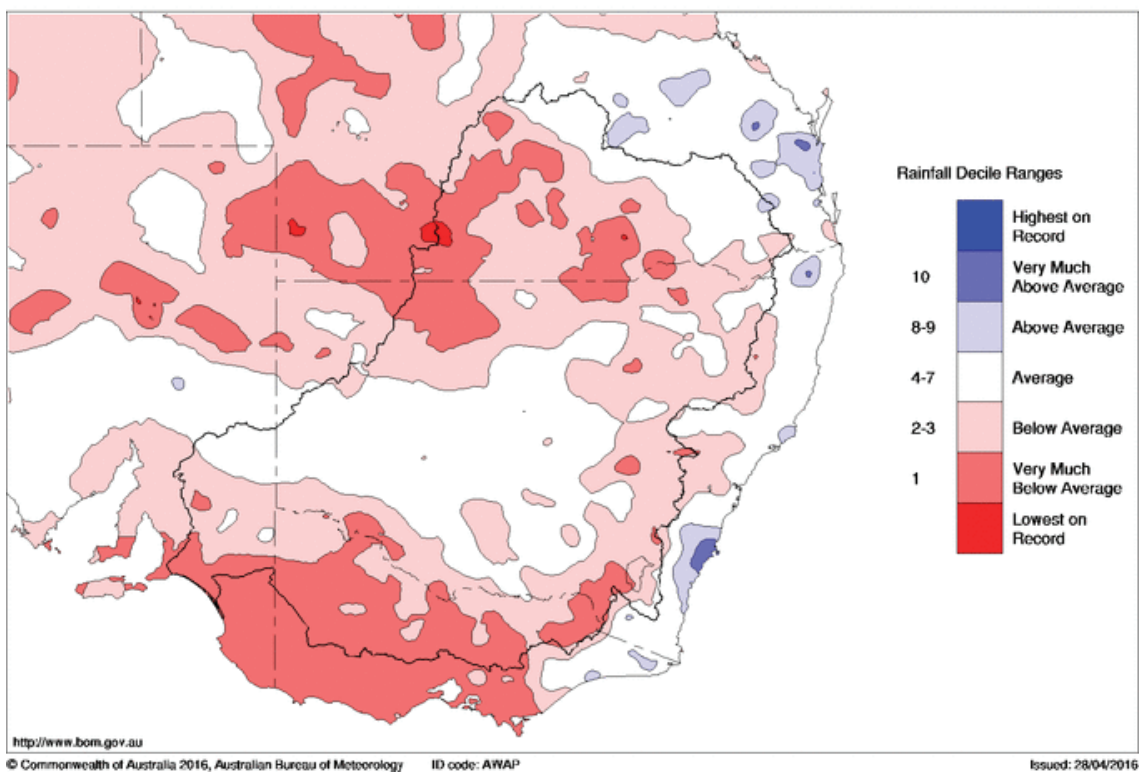 Rainfall Decile Ranges
Highest on
Record
10
Very Much
Above Average
8-9
Above Average
4-7
Average
2-3
Below Average
1
Very Much
Below Average
Lowest on
Record
http://www.bom.gov.au
© Commonwealth of Australia 2016, Australian Bureau of Meteorology ID code: AWAP Issued: 28/04/2016